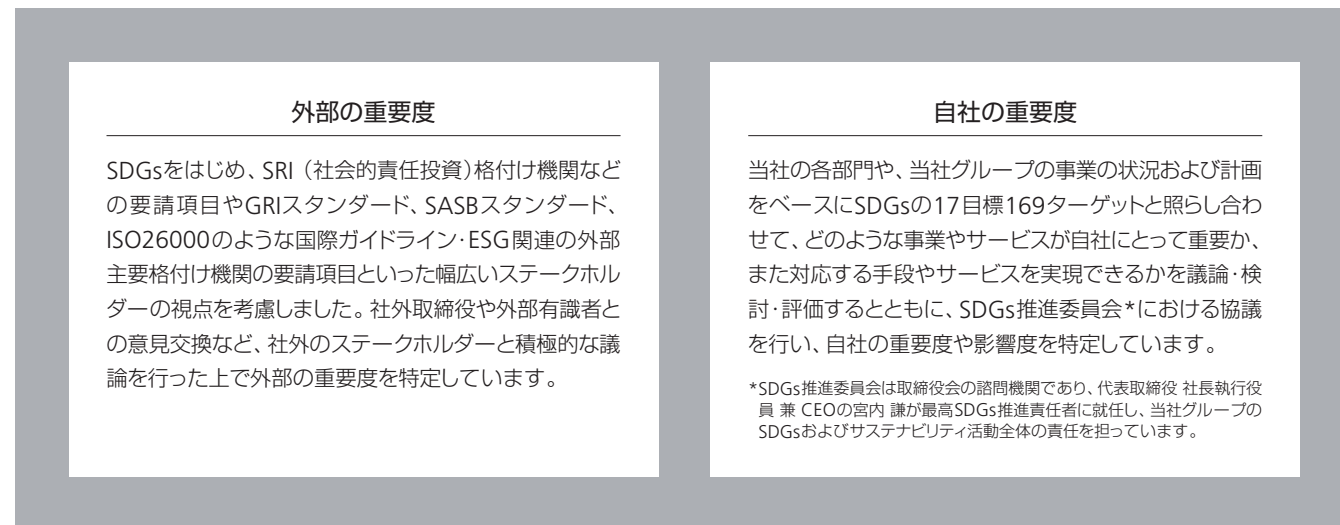 外部の重要度
SDGsをはじめ、SRI（社会的責任投資）格付け機関など
の要請項目やGRIスタンダード、SASBスタンダード、
ISO26000のような国際ガイドライン・ESG関連の外部
主要格付け機関の要請項目といった幅広いステークホル
ダーの視点を考慮しました。社外取締役や外部有識者と
の意見交換など、社外のステークホルダーと積極的な議
論を行った上で外部の重要度を特定しています。
自社の重要度
当社の各部門や、当社グループの事業の状況および計画
をベースにSDGsの17目標169ターゲットと照らし合わ
せて、どのような事業やサービスが自社にとって重要か、
また対応する手段やサービスを実現できるかを議論・検
討・評価するとともに、SDGs推進委員会*における協議
を行い、自社の重要度や影響度を特定しています。
*SDGs推進委員会は取締役会の諮問機関であり、代表取締役 社長執行役
員 兼 CEOの宮内 謙が最高SDGs推進責任者に就任し、当社グループの
SDGsおよびサステナビリティ活動全体の責任を担っています。